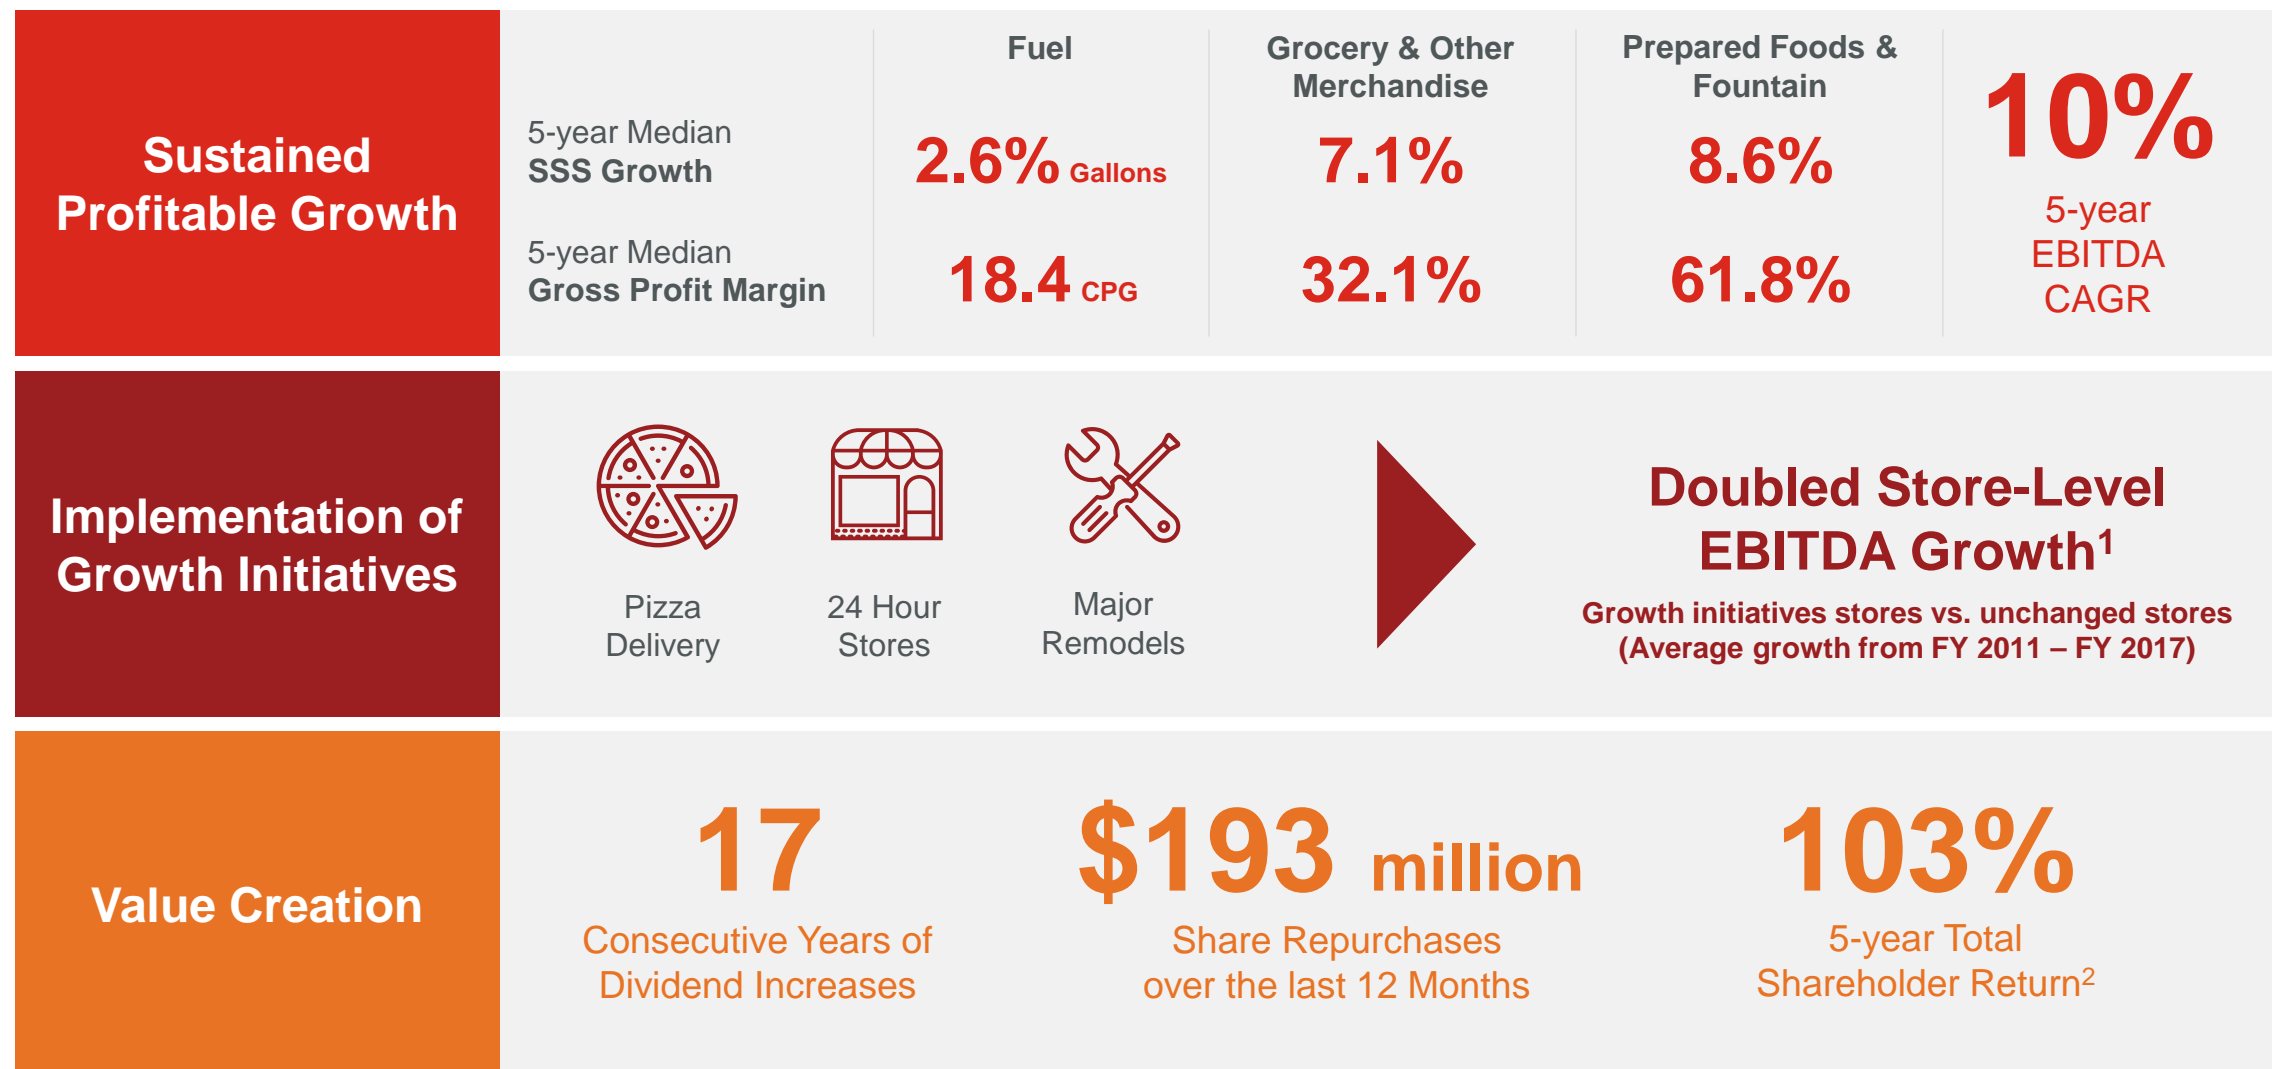 Sustained
Profitable Growth
Fuel
Grocery & Other
Merchandise
Prepared Foods &
Fountain
5-year Median
SSS Growth
2.6% Gallons
7.1%
8.6%
5-year Median
Gross Profit Margin
18.4 CPG
32.1%
61.8%
10%
5-year
EBITDA
CAGR
Implementation of
Growth Initiatives
Pizza
Delivery
24 Hour
Stores
Major
Remodels
Doubled Store-Level
EBITDA Growth¹
Growth initiatives stores vs. unchanged stores
(Average growth from FY 2011 – FY 2017)
Value Creation
17
Consecutive Years of
Dividend Increases
$193 million
Share Repurchases
over the last 12 Months
103%
5-year Total
Shareholder Return²